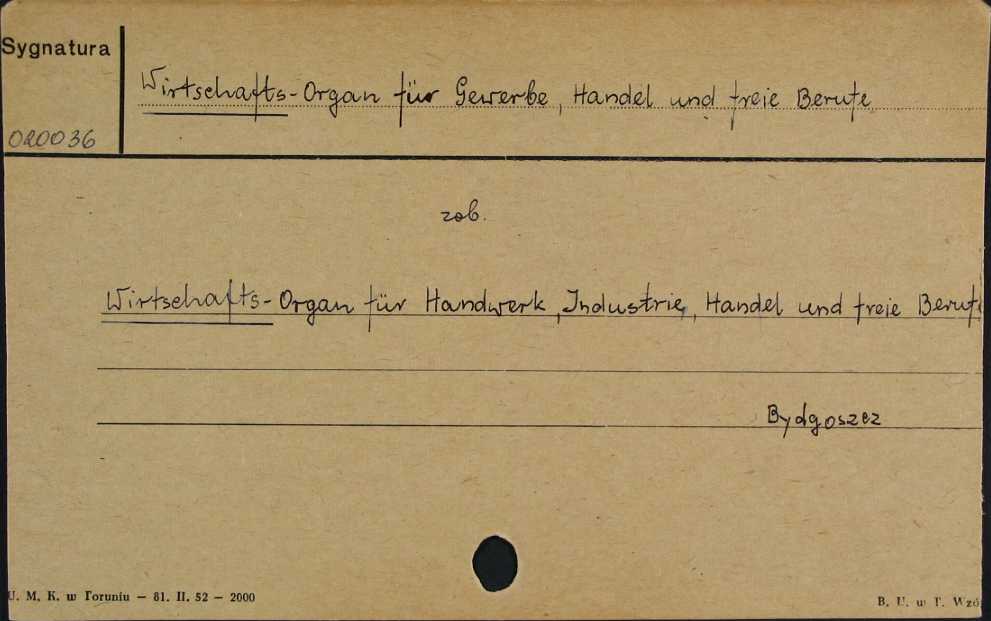 Sygnatura
Wirtschafts-Organ für Gewerbe, Handel und freie Berufe
020036
zob.
Wirtschafts-Organ für Handwerk, Industrie, Handel und freie Berufe
Bydgoszcz
U. M. K. w Toruniu — 81. II. 52 — 2000
B. U. w T. Wzó